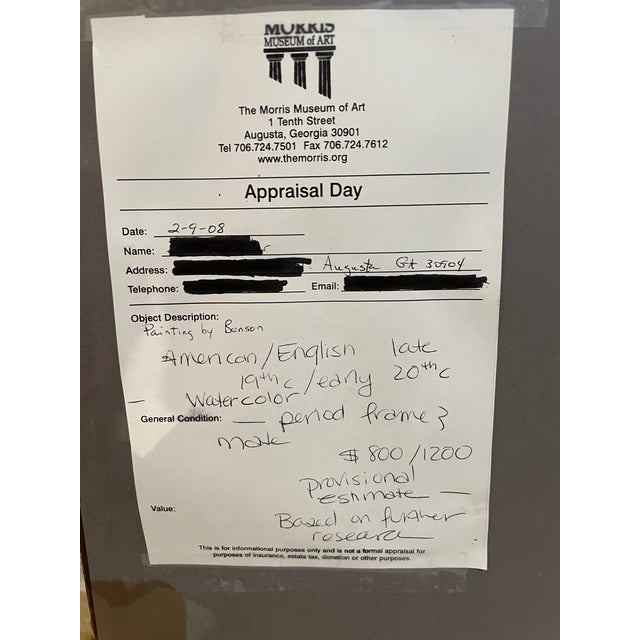 MORRIS
MUSEUM of ART
The Morris Museum of Art
1 Tenth Street
Augusta, Georgia 30901
Tel 706.724.7501 Fax 706.724.7612
www.themorris.org
Appraisal Day
Date: 2-9-08
Name:
Address: Augusta GA 30904
Telephone: Email:
Object Description:
Painting by Benson
American/English late
19th c/early 20th c
— Watercolor
General Condition: — period frame &
mate
$ 800/1200
Provisional
estimate —
Value:
Based on further
research
This is for informational purposes only and is not a formal appraisal for
purposes of insurance, estate tax, donation or other purposes.